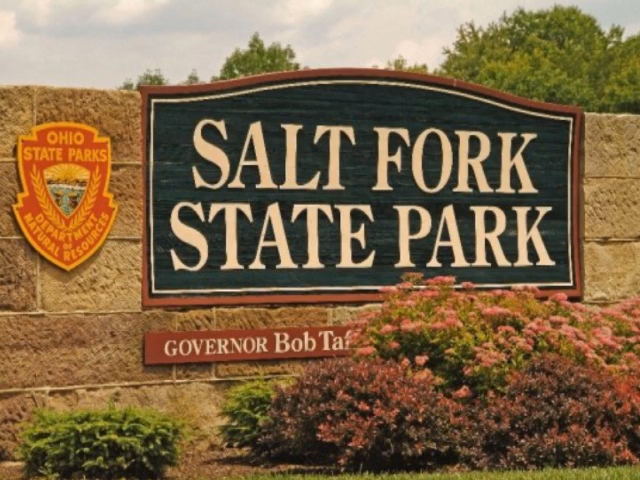 OHIO
STATE PARKS
DEPARTMENT
NATURAL RESOURCES
SALT FORK
STATE PARK
GOVERNOR Bob